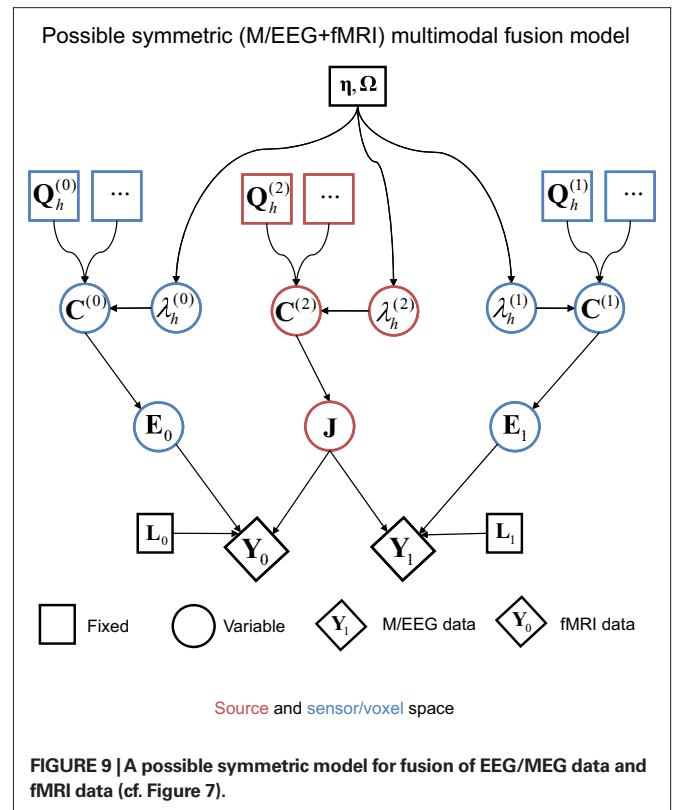 Possible symmetric (M/EEG+fMRI) multimodal fusion model
η, Ω
Q_h^(0) ... Q_h^(2) ... Q_h^(1) ...
C^(0) λ_h^(0) C^(2) λ_h^(2) λ_h^(1) C^(1)
E_0 J E_1
L_0 Y_0 Y_1 L_1
Fixed Variable Y_1 M/EEG data Y_0 fMRI data
Source and sensor/voxel space
FIGURE 9 | A possible symmetric model for fusion of EEG/MEG data and
fMRI data (cf. Figure 7).